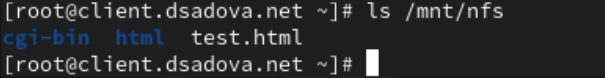 [root@client.dsadova.net ~]# ls /mnt/nfs
cgi-bin  html  test.html
[root@client.dsadova.net ~]#